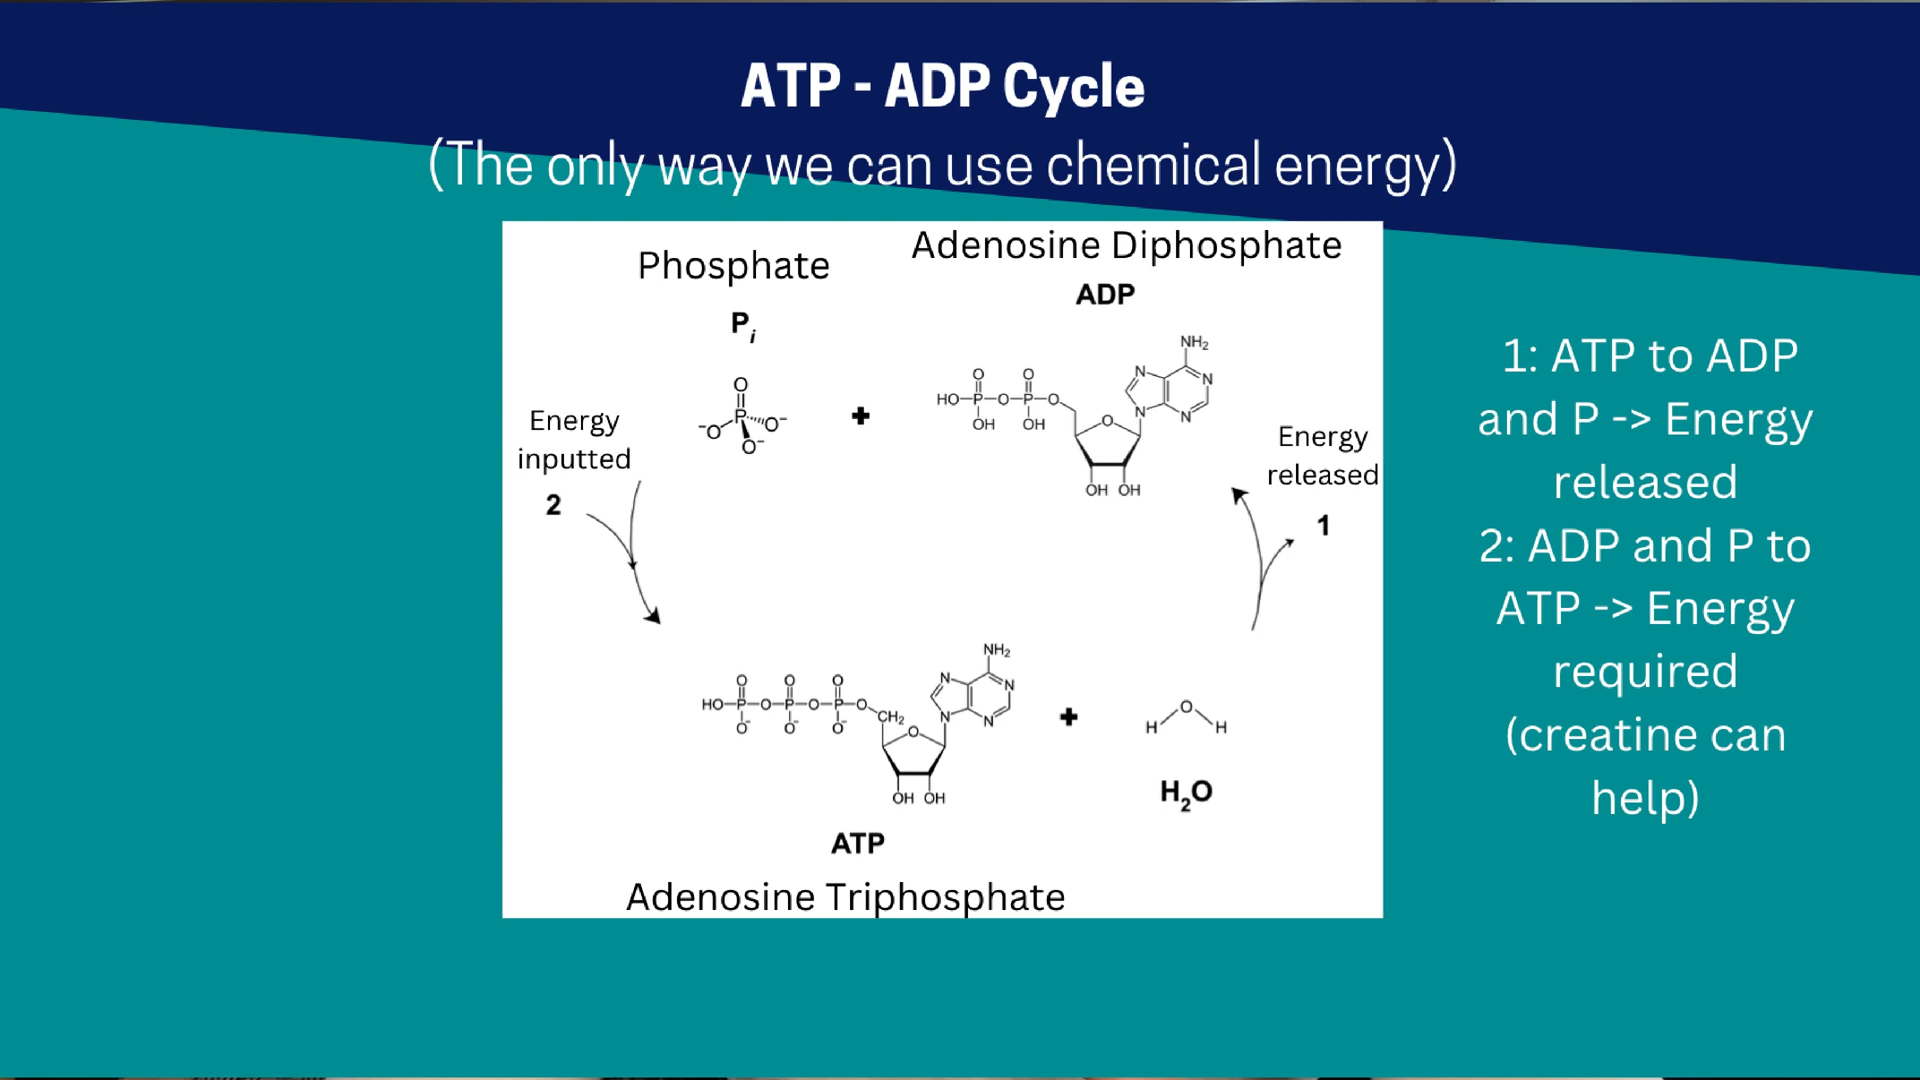 ATP - ADP Cycle
(The only way we can use chemical energy)
Phosphate
P i
Adenosine Diphosphate
ADP
O
P
-O
O-
O-
+
HO-P-O-P-O
O
O
OH
OH
O
N
N
N
N
NH2
OH OH
Energy
inputted
2
Energy
released
1
HO-P-O-P-O-P-O
O
O
O
O-
O-
O-
CH2
O
N
N
N
N
NH2
OH OH
+
H
O
H
H2O
ATP
Adenosine Triphosphate
1: ATP to ADP
and P -> Energy
released
2: ADP and P to
ATP -> Energy
required
(creatine can
help)